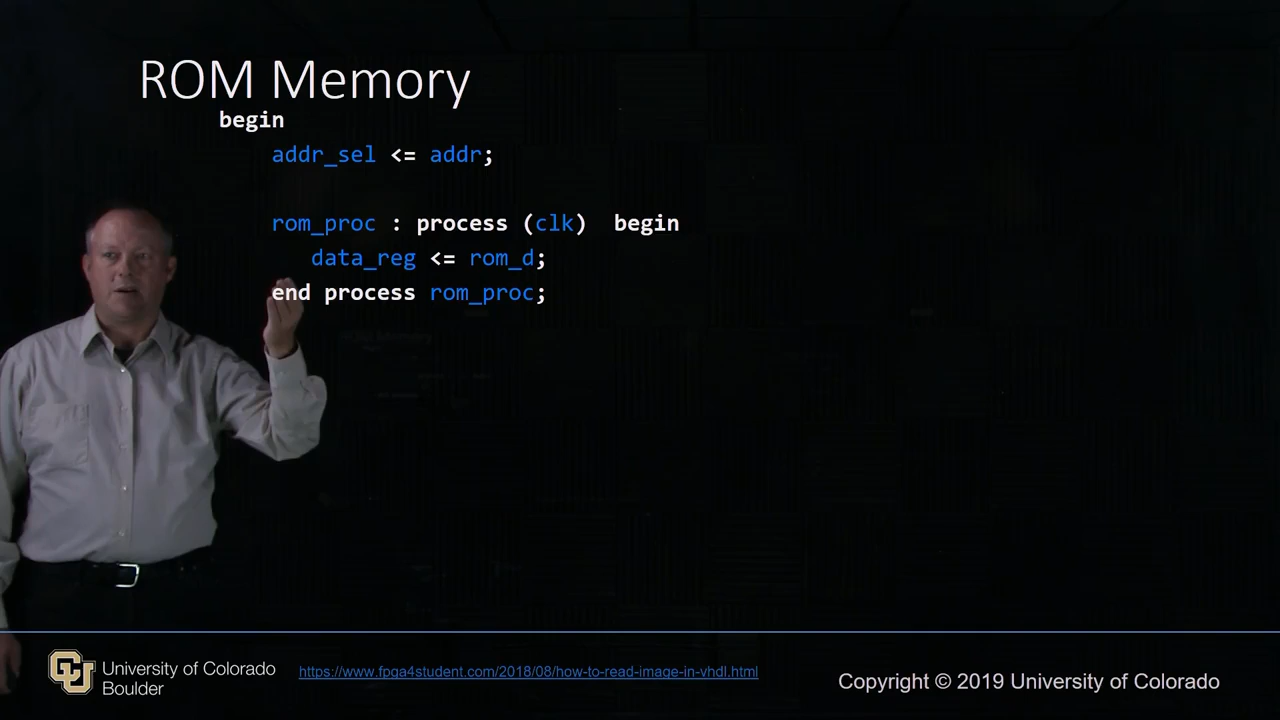 ROM Memory
begin
addr_sel <= addr;
rom_proc : process (clk)  begin
data_reg <= rom_d;
end process rom_proc;
CU
University of Colorado
Boulder
https://www.fpga4student.com/2018/08/how-to-read-image-in-vhdl.html
Copyright © 2019 University of Colorado